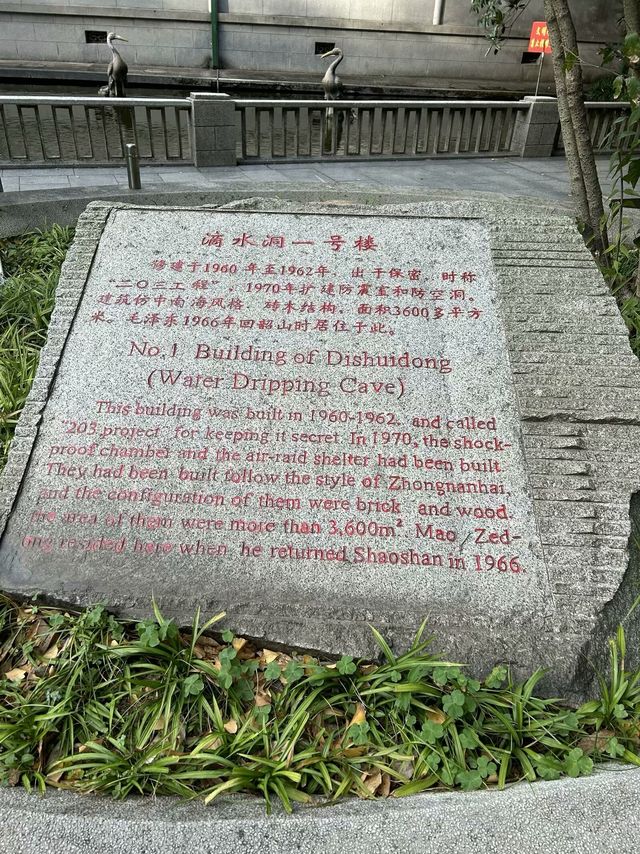 滴水洞一号楼
修建于1960年至1962年，出于保密，时称
“二〇三工程”，1970年扩建防震室和防空洞。
建筑仿中南海风格，砖木结构，面积3600多平方
米。毛泽东1966年回韶山时居住于此。
No.1 Building of Dishuidong
(Water Dripping Cave)
This building was built in 1960-1962, and called
"203 project" for keeping it secret. In 1970, the shock-
proof chamber and the air-raid shelter had been built.
They had been built follow the style of Zhongnanhai,
and the configuration of them were brick and wood.
the area of them were more than 3,600m². Mao Zed-
ong resided here when he returned Shaoshan in 1966.